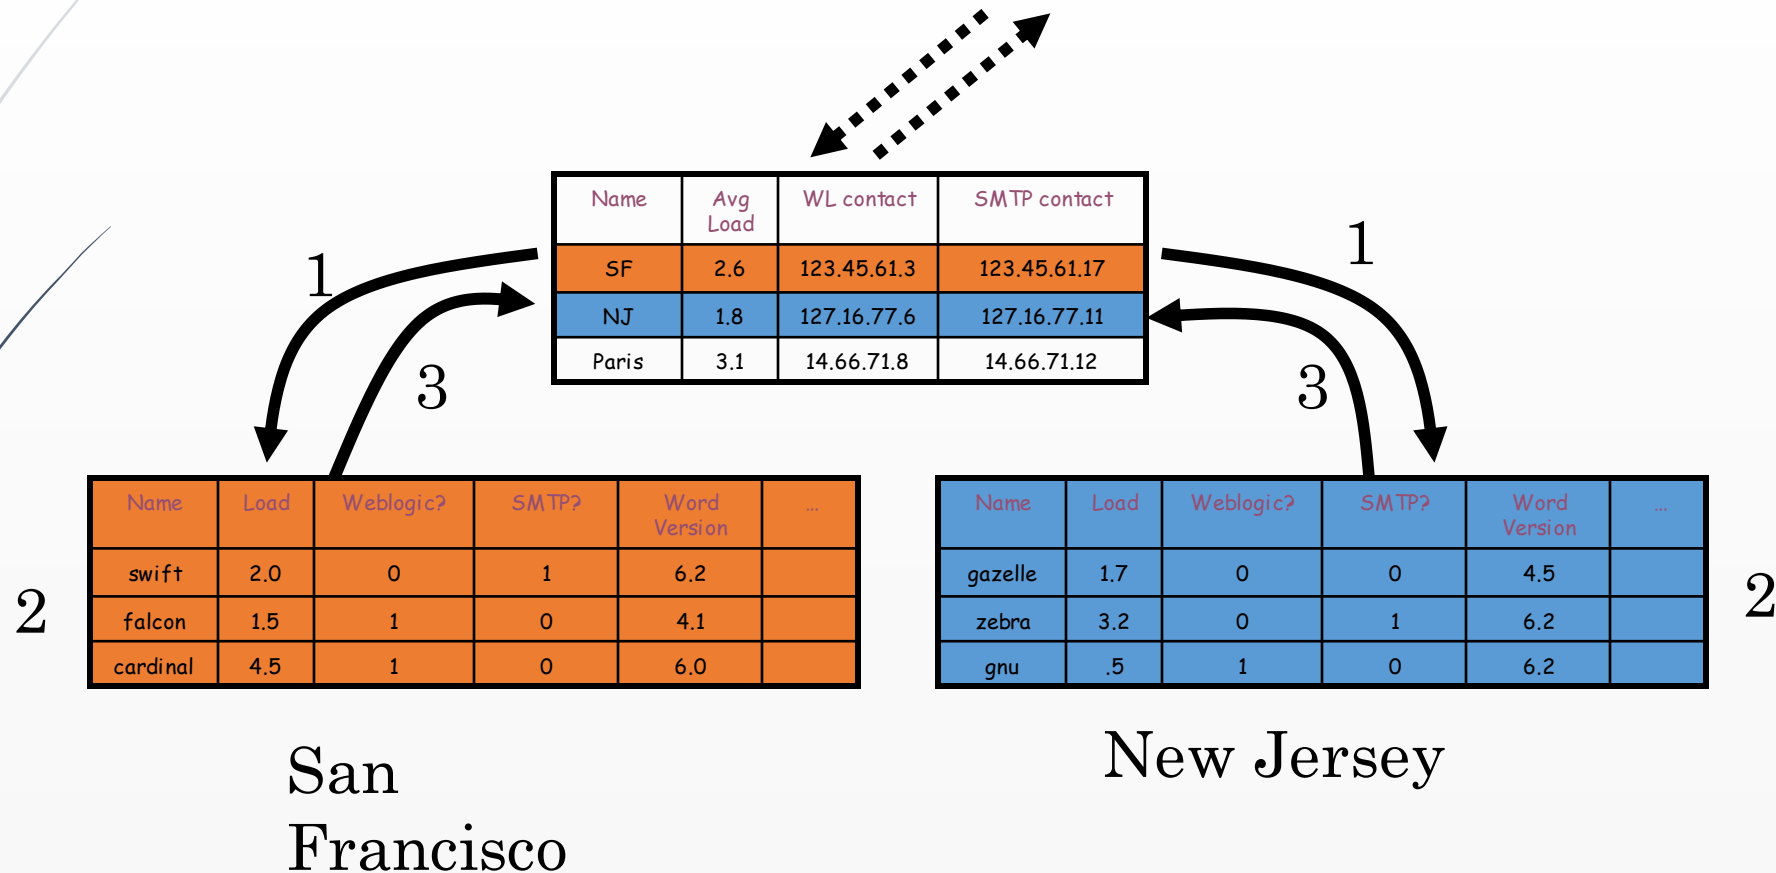 Name Avg Load WL contact SMTP contact
SF 2.6 123.45.61.3 123.45.61.17
NJ 1.8 127.16.77.6 127.16.77.11
Paris 3.1 14.66.71.8 14.66.71.12
1
3
1
3
Name Load Weblogic? SMTP? Word Version ...
swift 2.0 0 1 6.2
falcon 1.5 1 0 4.1
cardinal 4.5 1 0 6.0
2
Name Load Weblogic? SMTP? Word Version ...
gazelle 1.7 0 0 4.5
zebra 3.2 0 1 6.2
gnu .5 1 0 6.2
2
San
Francisco
New Jersey